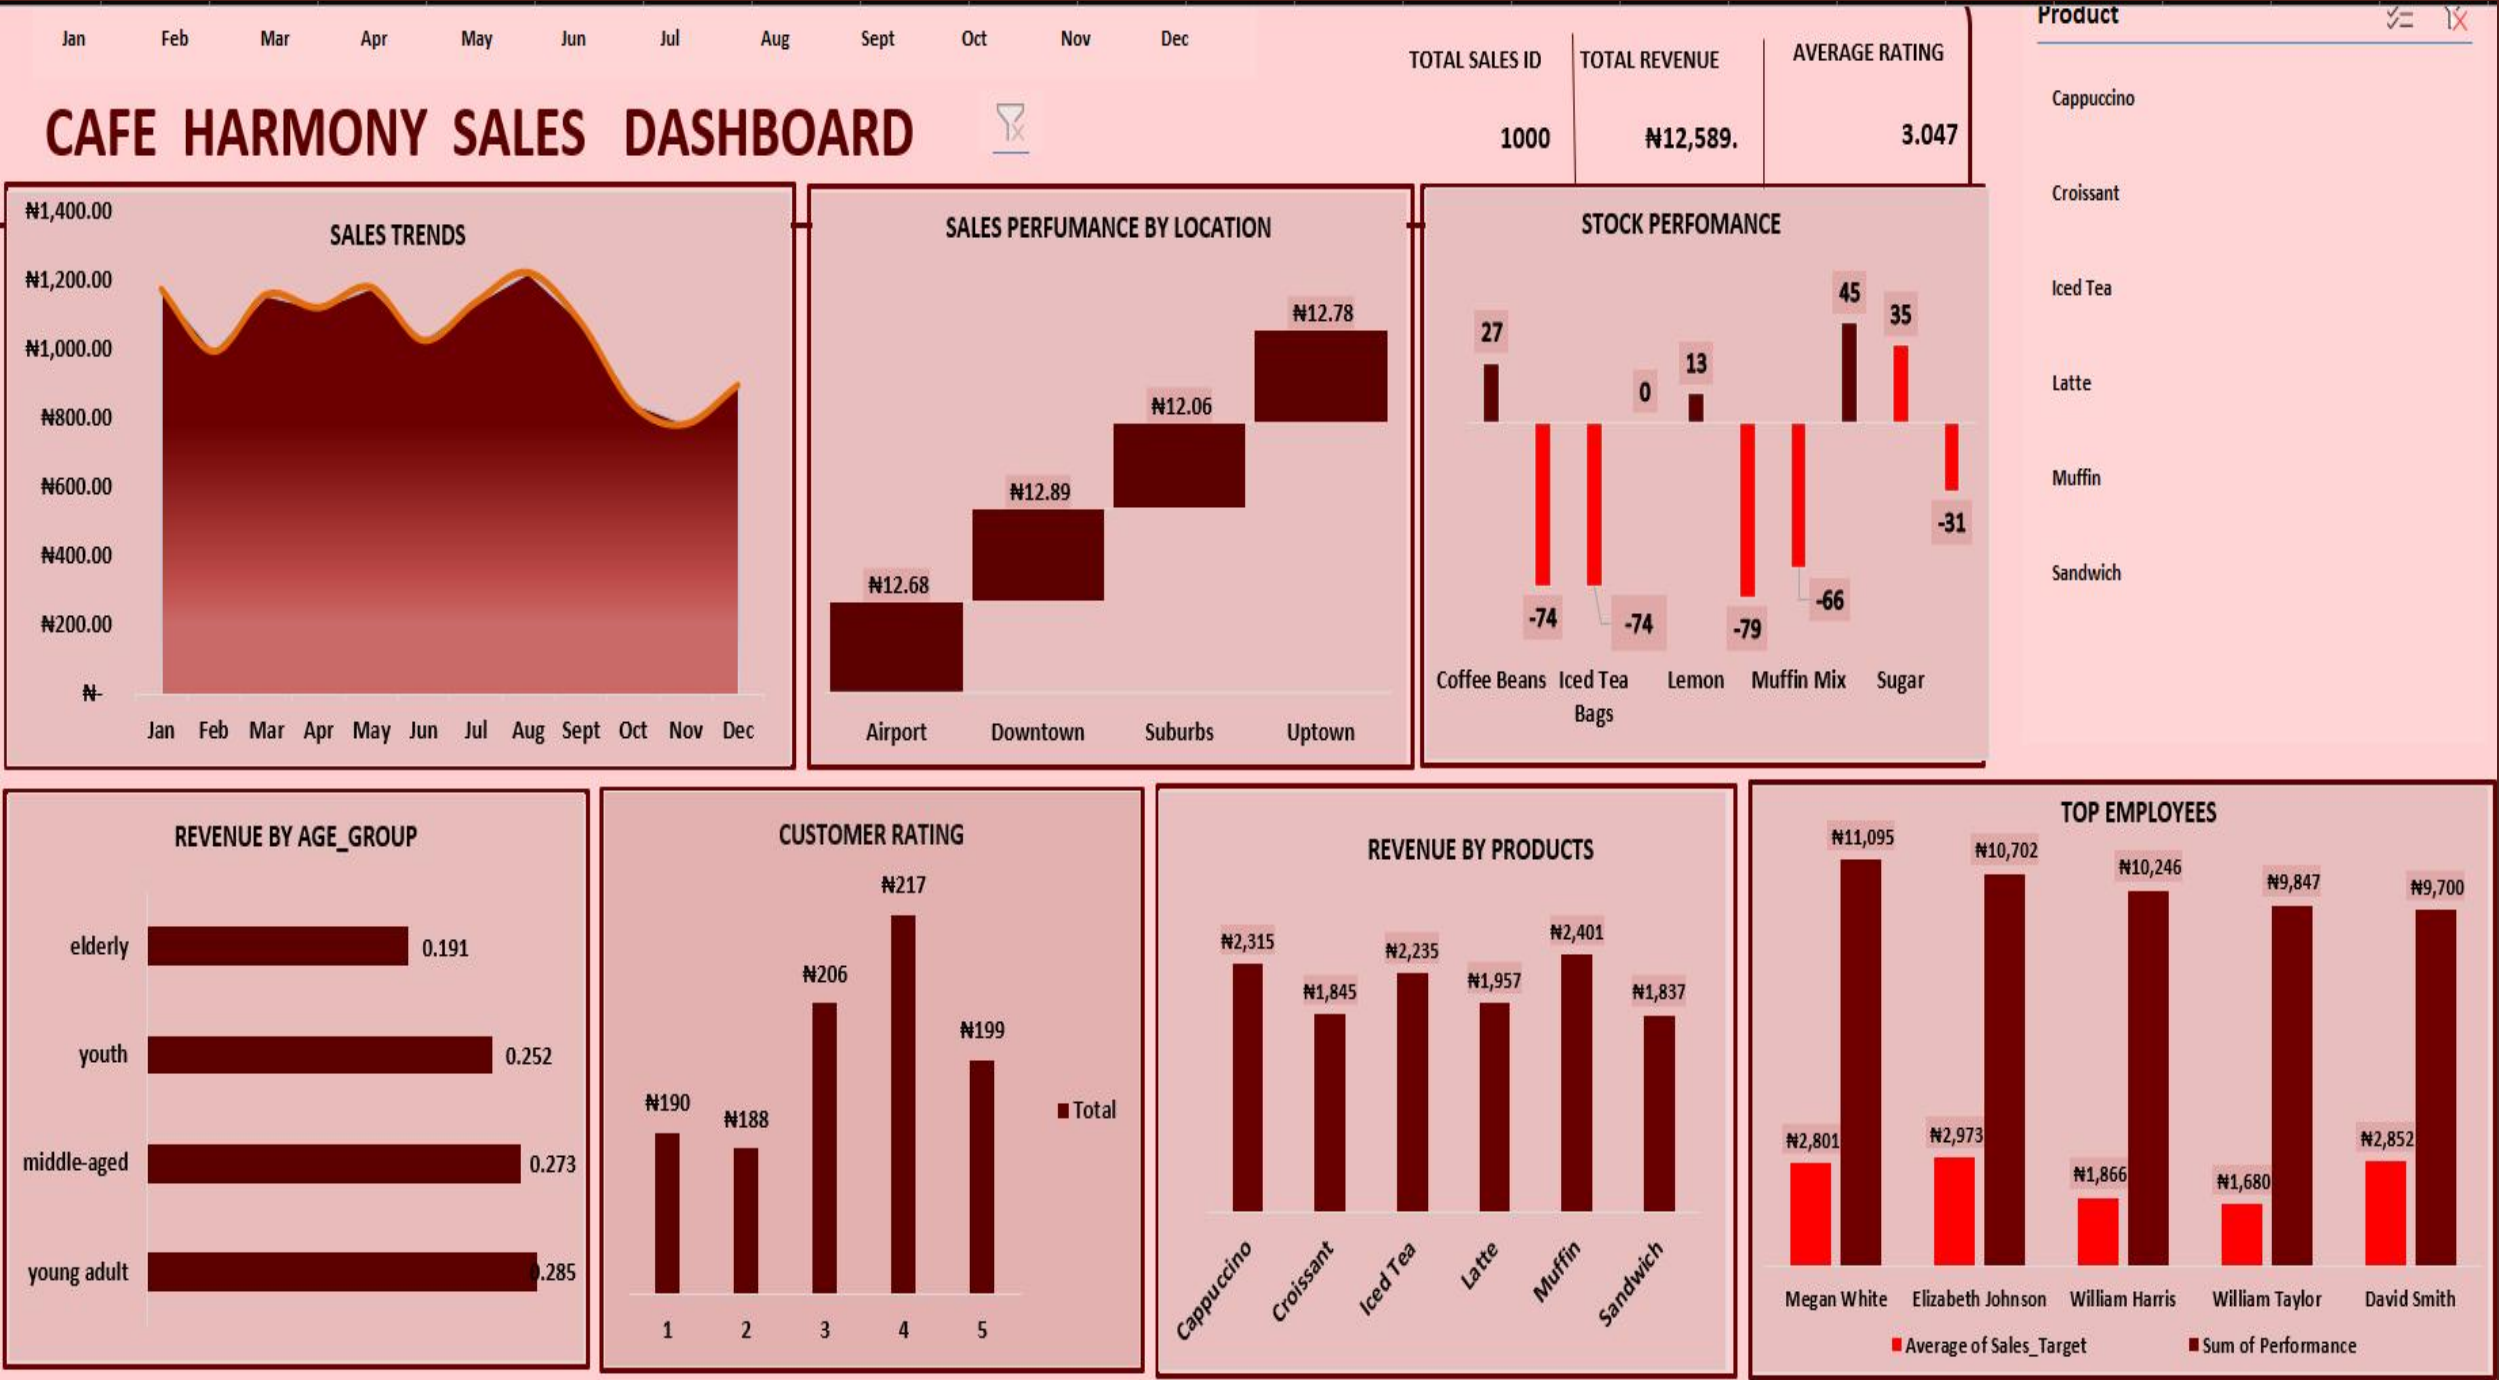 Jan Feb Mar Apr May Jun Jul Aug Sept Oct Nov Dec
CAFE HARMONY SALES DASHBOARD
TOTAL SALES ID
1000
TOTAL REVENUE
₦12,589.
AVERAGE RATING
3.047
Product
Cappuccino
Croissant
Iced Tea
Latte
Muffin
Sandwich
SALES TRENDS
₦1,400.00
₦1,200.00
₦1,000.00
₦800.00
₦600.00
₦400.00
₦200.00
₦-
Jan Feb Mar Apr May Jun Jul Aug Sept Oct Nov Dec
SALES PERFUMANCE BY LOCATION
₦12.78
₦12.06
₦12.89
₦12.68
Airport Downtown Suburbs Uptown
STOCK PERFOMANCE
45
35
27
13
0
-31
-66
-74
-74
-79
Coffee Beans Iced Tea Lemon Muffin Mix Sugar
Bags
REVENUE BY AGE_GROUP
elderly 0.191
youth 0.252
middle-aged 0.273
young adult 0.285
CUSTOMER RATING
₦217
₦206
₦199
₦190
₦188
Total
1 2 3 4 5
REVENUE BY PRODUCTS
₦2,315 ₦1,845 ₦2,235 ₦1,957 ₦2,401 ₦1,837
Cappuccino Croissant Iced Tea Latte Muffin Sandwich
TOP EMPLOYEES
₦11,095 ₦10,702 ₦10,246 ₦9,847 ₦9,700
₦2,801 ₦2,973 ₦1,866 ₦1,680 ₦2,852
Megan White Elizabeth Johnson William Harris William Taylor David Smith
Average of Sales_Target Sum of Performance